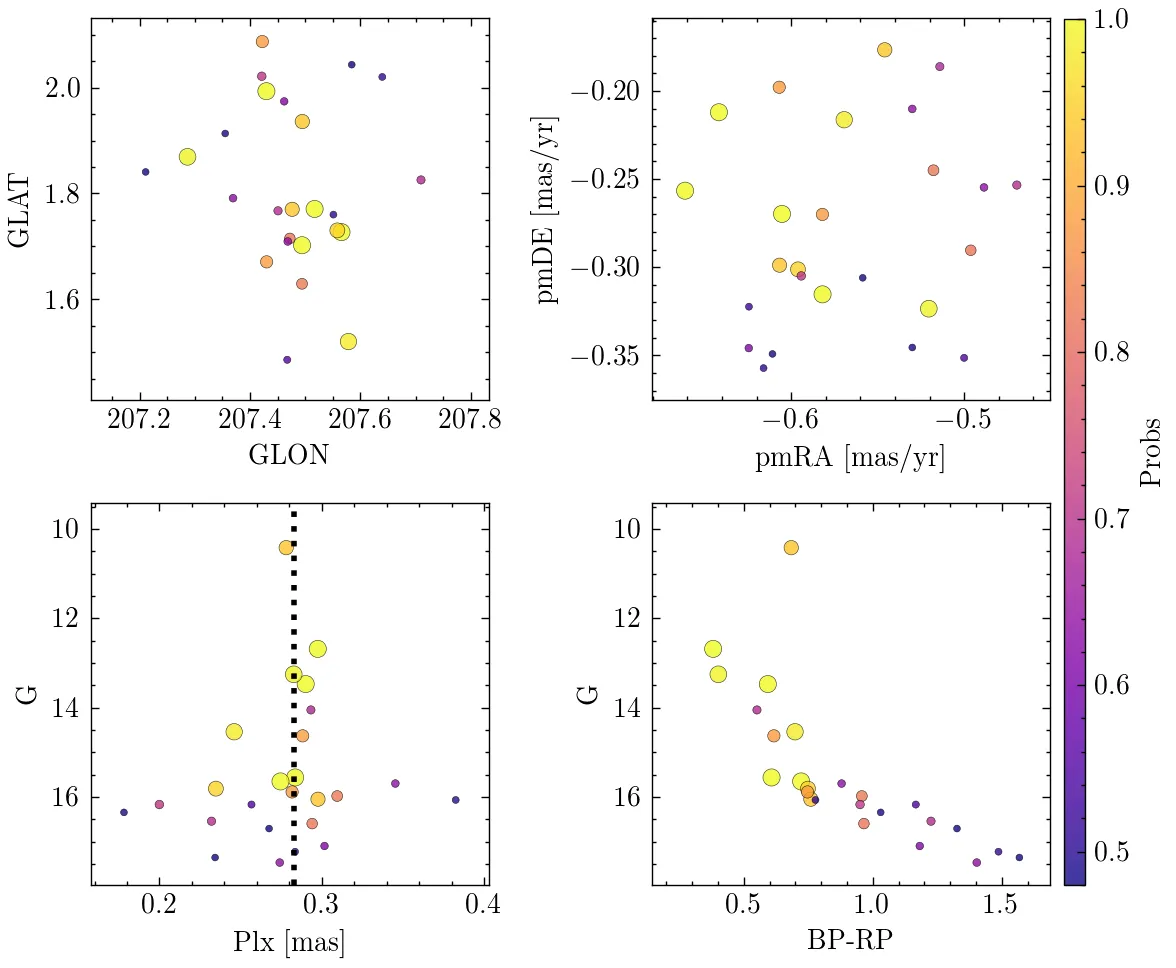 2.0
1.8
1.6
GLAT
207.2 207.4 207.6 207.8
GLON
−0.20
−0.25
−0.30
−0.35
pmDE [mas/yr]
−0.6 −0.5
pmRA [mas/yr]
10
12
14
16
G
0.2 0.3 0.4
Plx [mas]
10
12
14
16
G
0.5 1.0 1.5
BP-RP
1.0
0.9
0.8
0.7
0.6
0.5
Probs